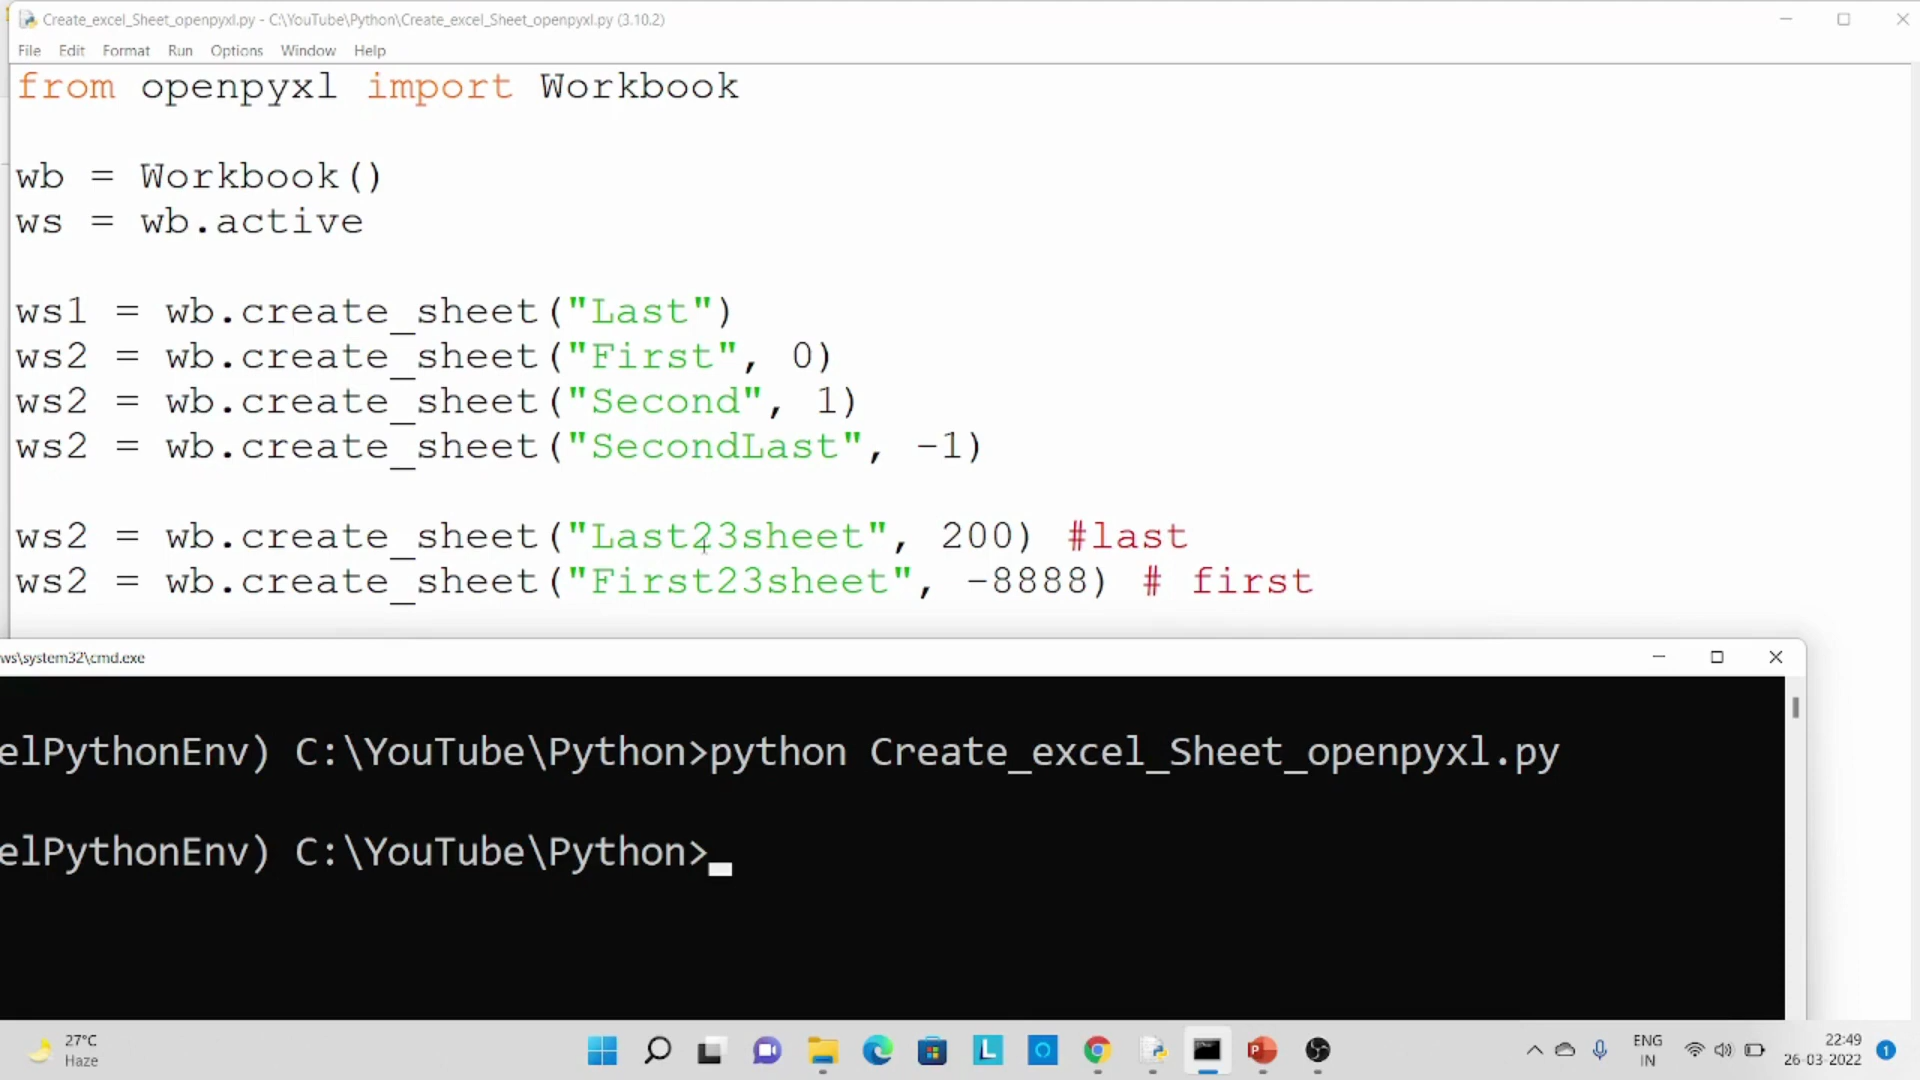 Create_excel_Sheet_openpyxl.py - C:\YouTube\Python\Create_excel_Sheet_openpyxl.py (3.10.2)
File Edit Format Run Options Window Help
from openpyxl import Workbook
wb = Workbook()
ws = wb.active
ws1 = wb.create_sheet("Last")
ws2 = wb.create_sheet("First", 0)
ws2 = wb.create_sheet("Second", 1)
ws2 = wb.create_sheet("SecondLast", -1)
ws2 = wb.create_sheet("Last23sheet", 200) #last
ws2 = wb.create_sheet("First23sheet", -8888) # first
ws\system32\cmd.exe
elPythonEnv) C:\YouTube\Python>python Create_excel_Sheet_openpyxl.py
elPythonEnv) C:\YouTube\Python>
27°C
Haze
L
ENG
IN
22:49
26-03-2022
1